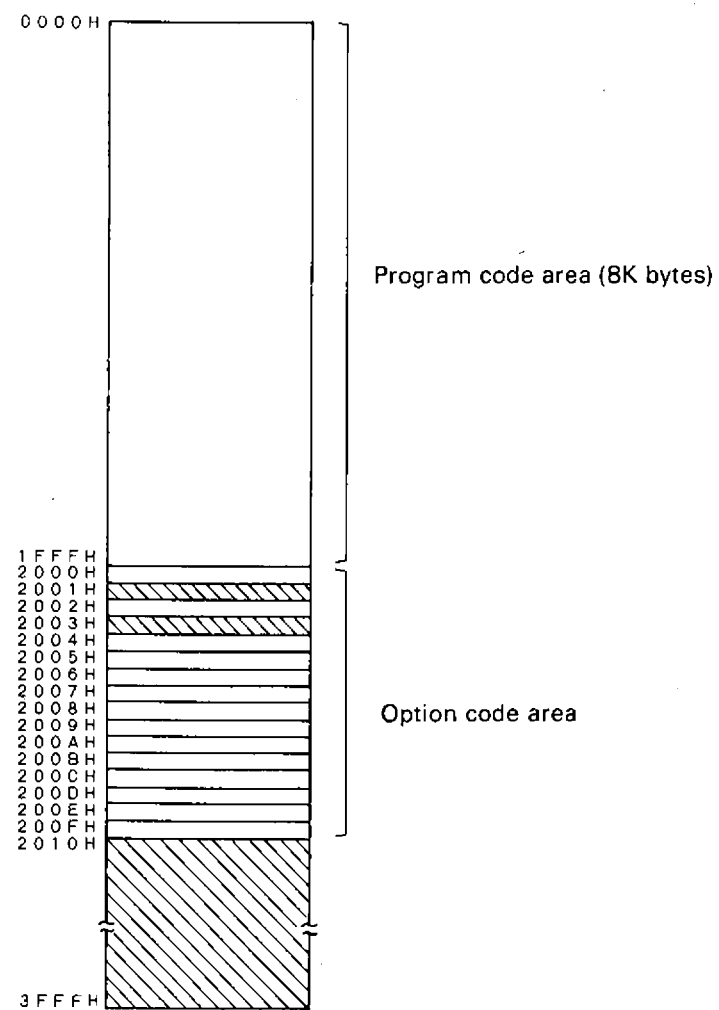 0000H
Program code area (8K bytes)
1FFFH
2000H
2001H
2002H
2003H
2004H
2005H
2006H
2007H
2008H
2009H
Option code area
200AH
200BH
200CH
200DH
200EH
200FH
2010H
3FFFH